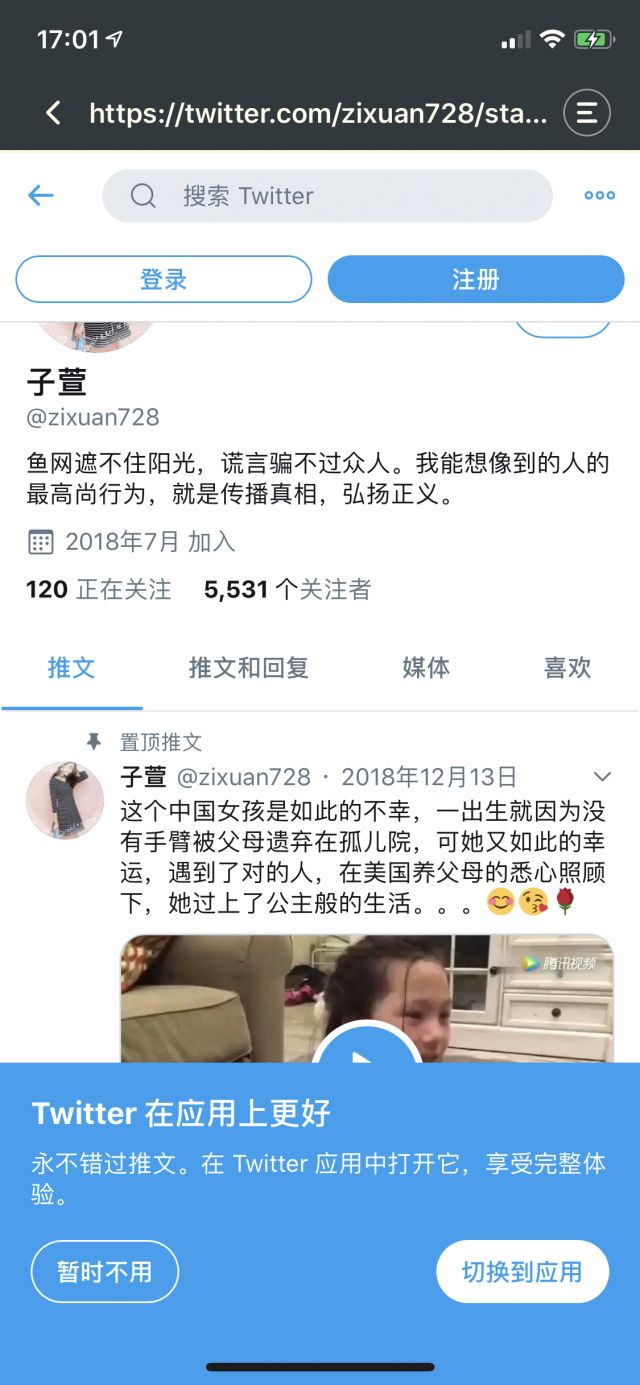 17:01
https://twitter.com/zixuan728/sta...
搜索 Twitter
登录
注册
子萱
@zixuan728
鱼网遮不住阳光，谎言骗不过众人。我能想像到的人的
最高尚行为，就是传播真相，弘扬正义。
2018年7月 加入
120 正在关注 5,531 个关注者
推文 推文和回复 媒体 喜欢
置顶推文
子萱 @zixuan728 · 2018年12月13日
这个中国女孩是如此的不幸，一出生就因为没
有手臂被父母遗弃在孤儿院，可她又如此的幸
运，遇到了对的人，在美国养父母的悉心照顾
下，她过上了公主般的生活。。。😊😘🌹
腾讯视频
Twitter 在应用上更好
永不错过推文。在 Twitter 应用中打开它，享受完整体
验。
暂时不用
切换到应用